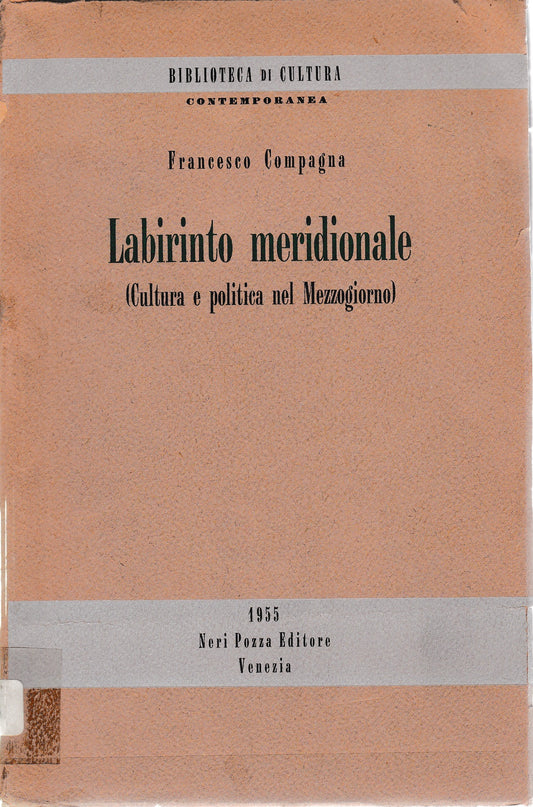 BIBLIOTECA DI CULTURA
CONTEMPORANEA
Francesco Compagna
Labirinto meridionale
(Cultura e politica nel Mezzogiorno)
1955
Neri Pozza Editore
Venezia